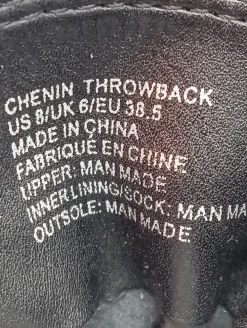 CHENIN THROWBACK
US 8/UK 6/EU 38.5
MADE IN CHINA
FABRIQUÉ EN CHINE
UPPER: MAN MADE
INNER LINING/SOCK: MAN MA
OUTSOLE: MAN MADE